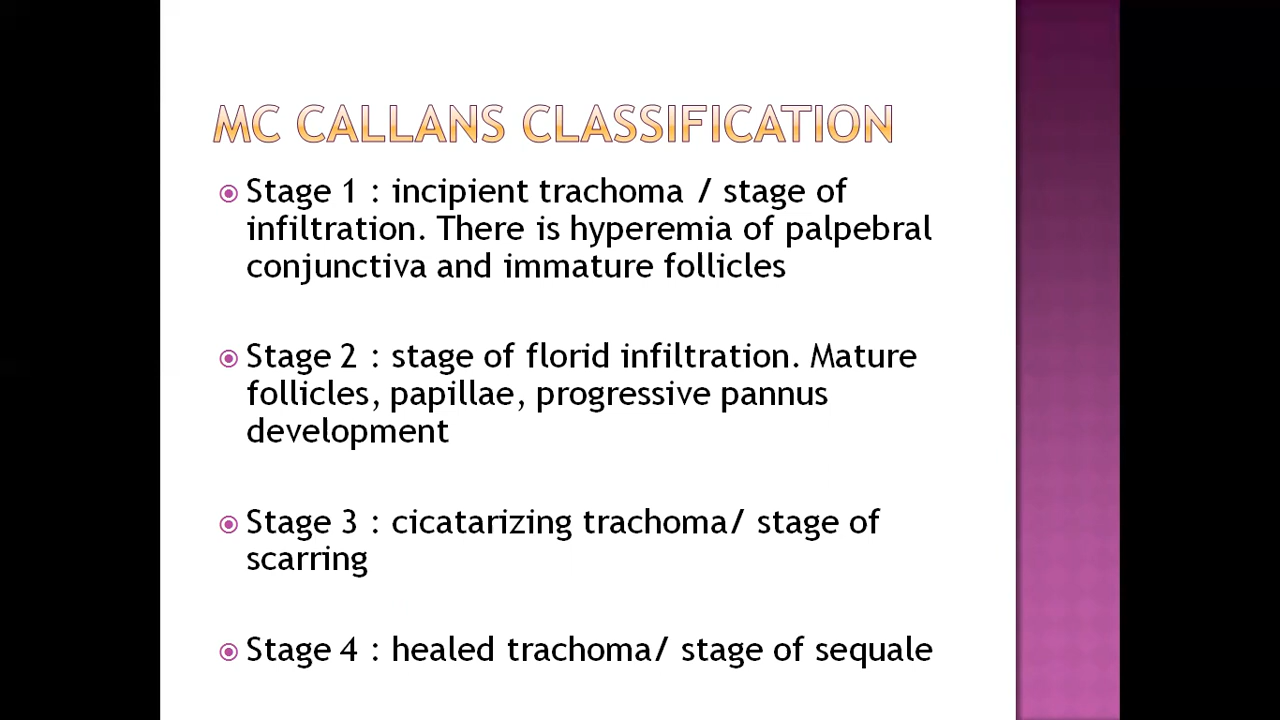 MC CALLANS CLASSIFICATION
Stage 1 : incipient trachoma / stage of
infiltration. There is hyperemia of palpebral
conjunctiva and immature follicles
Stage 2 : stage of florid infiltration. Mature
follicles, papillae, progressive pannus
development
Stage 3 : cicatarizing trachoma/ stage of
scarring
Stage 4 : healed trachoma/ stage of sequale